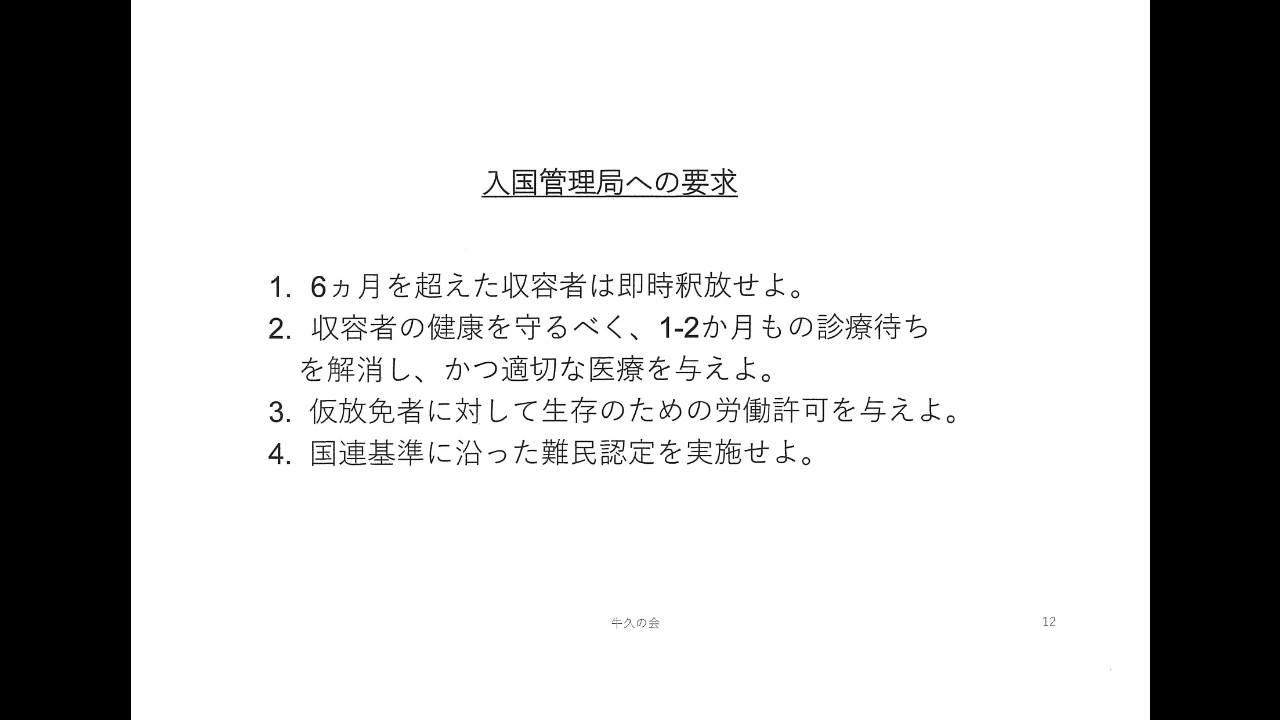 入国管理局への要求
1. 6ヵ月を超えた収容者は即時釈放せよ。
2. 収容者の健康を守るべく、1-2か月もの診療待ち
を解消し、かつ適切な医療を与えよ。
3. 仮放免者に対して生存のための労働許可を与えよ。
4. 国連基準に沿った難民認定を実施せよ。
牛久の会
12